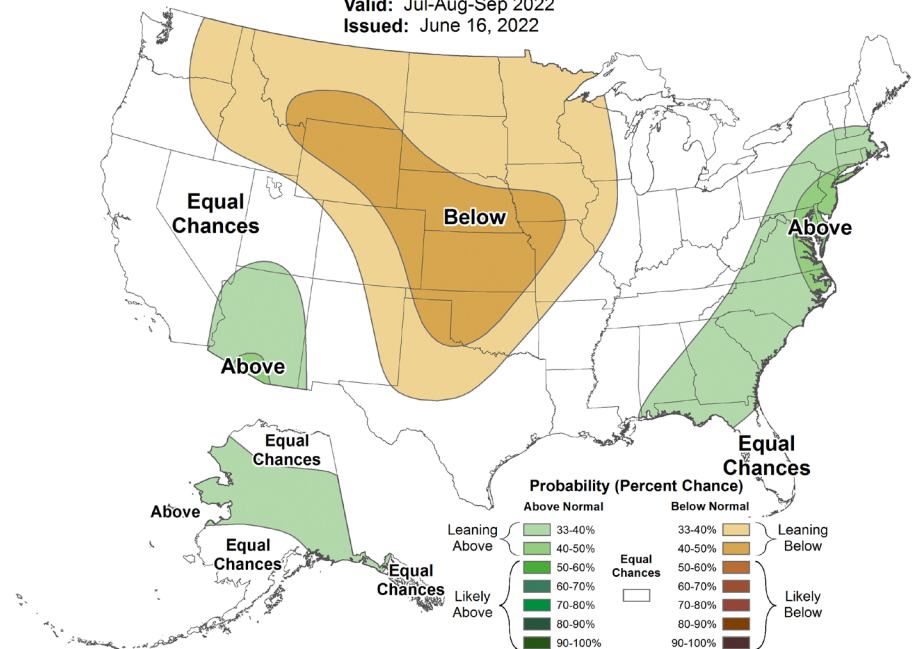 Valid: Jul-Aug-Sep 2022
Issued: June 16, 2022
Equal
Chances
Below
Above
Above
Equal
Chances
Equal
Chances
Above
Equal
Chances
Equal
Chances
Probability (Percent Chance)
Above Normal
Below Normal
Leaning
Above
33-40%
40-50%
Likely
Above
50-60%
60-70%
70-80%
80-90%
90-100%
Equal
Chances
33-40%
40-50%
Leaning
Below
50-60%
60-70%
70-80%
80-90%
90-100%
Likely
Below